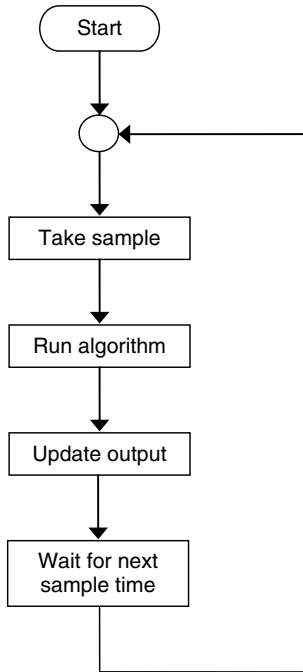 Start
Take sample
Run algorithm
Update output
Wait for next
sample time